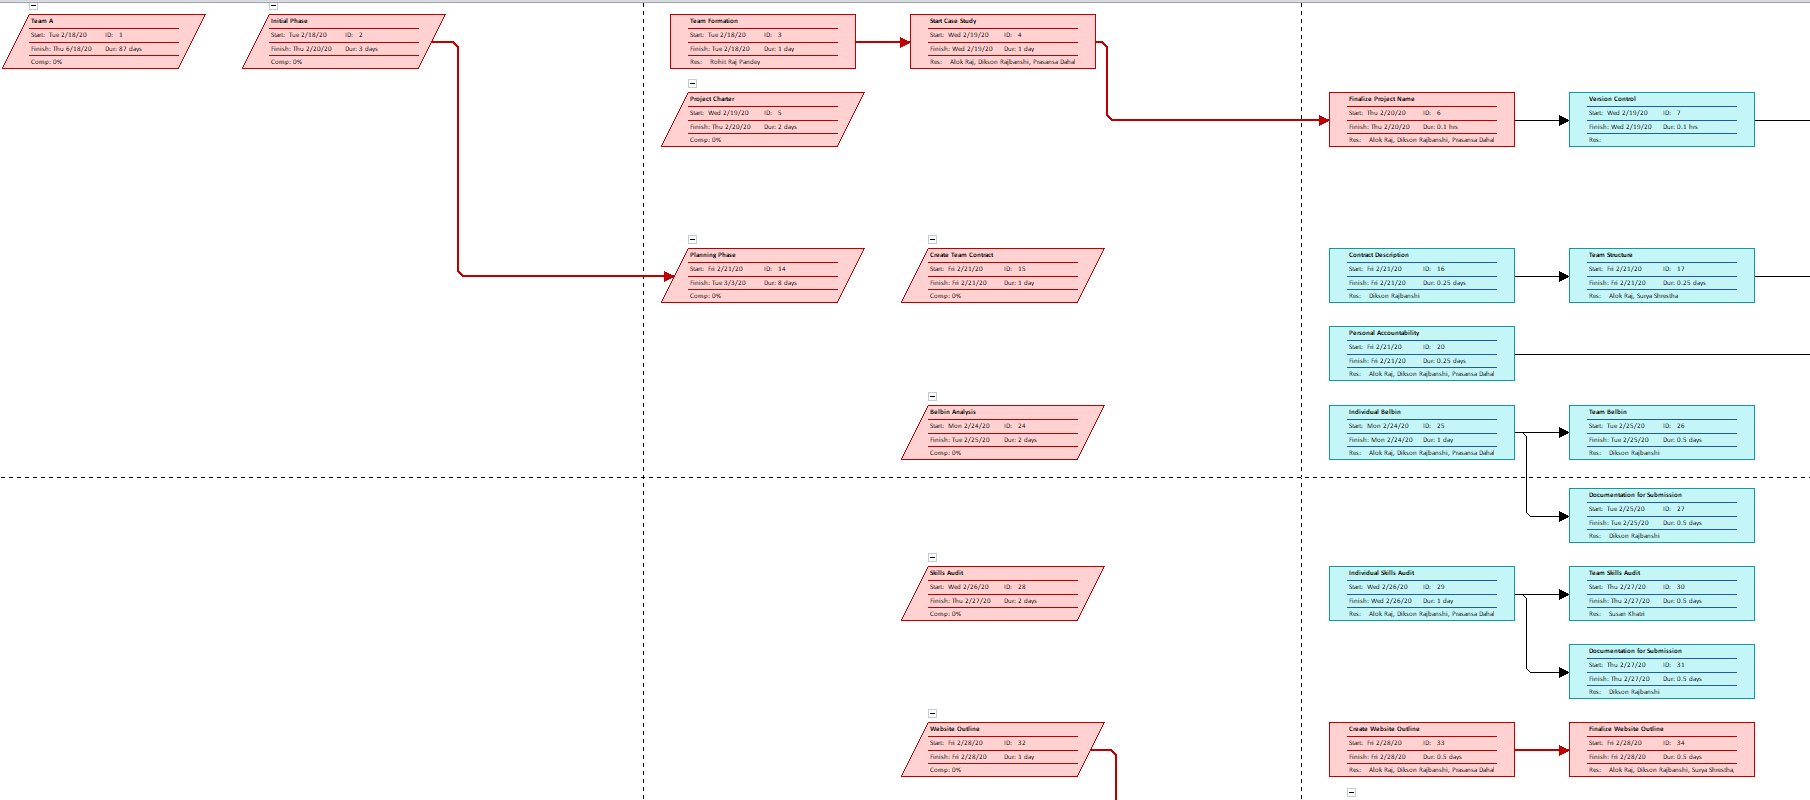 Team A
Start: Tue 2/18/20 ID: 1
Finish: Thu 6/18/20 Dur: 87 days
Comp: 0%
Initial Phase
Start: Tue 2/18/20 ID: 2
Finish: Thu 2/20/20 Dur: 3 days
Comp: 0%
Team Formation
Start: Tue 2/18/20 ID: 3
Finish: Tue 2/18/20 Dur: 1 day
Res: Rohit Raj Pandey
Start Case Study
Start: Wed 2/19/20 ID: 4
Finish: Wed 2/19/20 Dur: 1 day
Res: Alok Raj, Dikson Rajbanshi, Prasansa Dahal
Project Charter
Start: Wed 2/19/20 ID: 5
Finish: Thu 2/20/20 Dur: 2 days
Comp: 0%
Finalize Project Name
Start: Thu 2/20/20 ID: 6
Finish: Thu 2/20/20 Dur: 0.1 hrs
Res: Alok Raj, Dikson Rajbanshi, Prasansa Dahal
Version Control
Start: Wed 2/19/20 ID: 7
Finish: Wed 2/19/20 Dur: 0.1 hrs
Res:
Planning Phase
Start: Fri 2/21/20 ID: 14
Finish: Tue 3/3/20 Dur: 8 days
Comp: 0%
Create Team Contract
Start: Fri 2/21/20 ID: 15
Finish: Fri 2/21/20 Dur: 1 day
Comp: 0%
Contract Description
Start: Fri 2/21/20 ID: 16
Finish: Fri 2/21/20 Dur: 0.25 days
Res: Dikson Rajbanshi
Team Structure
Start: Fri 2/21/20 ID: 17
Finish: Fri 2/21/20 Dur: 0.25 days
Res: Alok Raj, Surya Shrestha
Personal Accountability
Start: Fri 2/21/20 ID: 20
Finish: Fri 2/21/20 Dur: 0.25 days
Res: Alok Raj, Dikson Rajbanshi, Prasansa Dahal
Belbin Analysis
Start: Mon 2/24/20 ID: 24
Finish: Tue 2/25/20 Dur: 2 days
Comp: 0%
Individual Belbin
Start: Mon 2/24/20 ID: 25
Finish: Mon 2/24/20 Dur: 1 day
Res: Alok Raj, Dikson Rajbanshi, Prasansa Dahal
Team Belbin
Start: Tue 2/25/20 ID: 26
Finish: Tue 2/25/20 Dur: 0.5 days
Res: Dikson Rajbanshi
Documentation for Submission
Start: Tue 2/25/20 ID: 27
Finish: Tue 2/25/20 Dur: 0.5 days
Res: Dikson Rajbanshi
Skills Audit
Start: Wed 2/26/20 ID: 28
Finish: Thu 2/27/20 Dur: 2 days
Comp: 0%
Individual Skills Audit
Start: Wed 2/26/20 ID: 29
Finish: Wed 2/26/20 Dur: 1 day
Res: Alok Raj, Dikson Rajbanshi, Prasansa Dahal
Team Skills Audit
Start: Thu 2/27/20 ID: 30
Finish: Thu 2/27/20 Dur: 0.5 days
Res: Susan Khatri
Documentation for Submission
Start: Thu 2/27/20 ID: 31
Finish: Thu 2/27/20 Dur: 0.5 days
Res: Dikson Rajbanshi
Website Outline
Start: Fri 2/28/20 ID: 32
Finish: Fri 2/28/20 Dur: 1 day
Comp: 0%
Create Website Outline
Start: Fri 2/28/20 ID: 33
Finish: Fri 2/28/20 Dur: 0.5 days
Res: Alok Raj, Dikson Rajbanshi, Prasansa Dahal
Finalize Website Outline
Start: Fri 2/28/20 ID: 34
Finish: Fri 2/28/20 Dur: 0.5 days
Res: Alok Raj, Dikson Rajbanshi, Surya Shrestha,